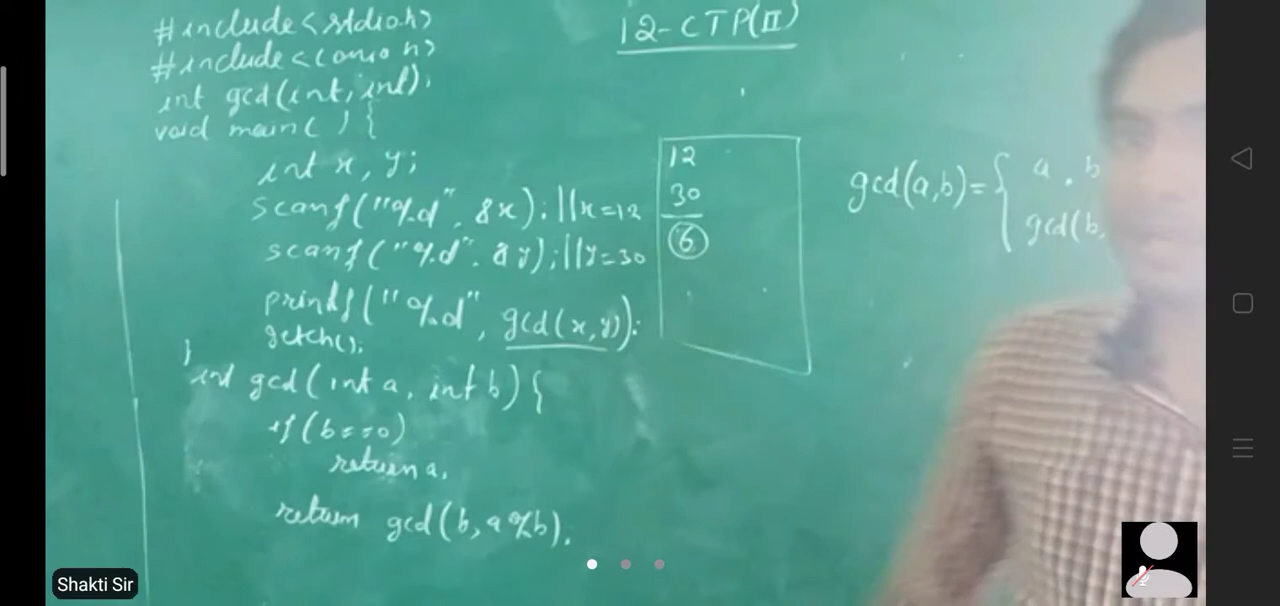 12-CTP(II)
#include<stdio.h>
#include<conio h>
int gcd(int, int);
void main( ) {
int x, y;
scanf("%d", &x); ||x=12
scanf("%d". &y); ||y=30
printf("%d", gcd(x,y));
getch();
}
int gcd(int a, int b) {
if(b==0)
return a,
return gcd(b, a%b),
12
30
6
gcd(a,b)= { a, b
gcd(b,
Shakti Sir